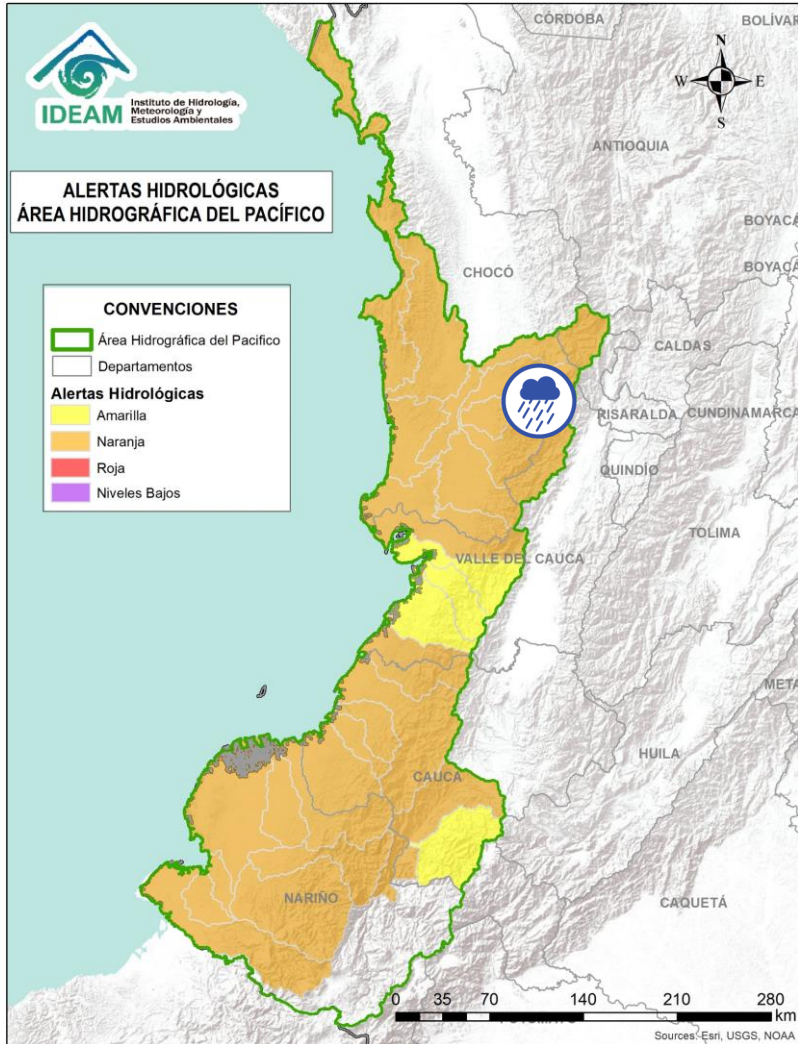 IDEAM
Instituto de Hidrología,
Meteorología y
Estudios Ambientales
ALERTAS HIDROLÓGICAS
ÁREA HIDROGRÁFICA DEL PACÍFICO
CONVENCIONES
Área Hidrográfica del Pacífico
Departamentos
Alertas Hidrológicas
Amarilla
Naranja
Roja
Niveles Bajos
CÓRDOBA
BOLÍVAR
N
W E
S
ANTIOQUIA
BOYACÁ
CHOCÓ
BOYACÁ
CALDAS
RISARALDA
CUNDINAMARCA
QUINDÍO
TOLIMA
VALLE DEL CAUCA
META
HUILA
CAUCA
NARIÑO
CAQUETÁ
0 35 70 140 210 280
km
Sources: Esri, USGS, NOAA